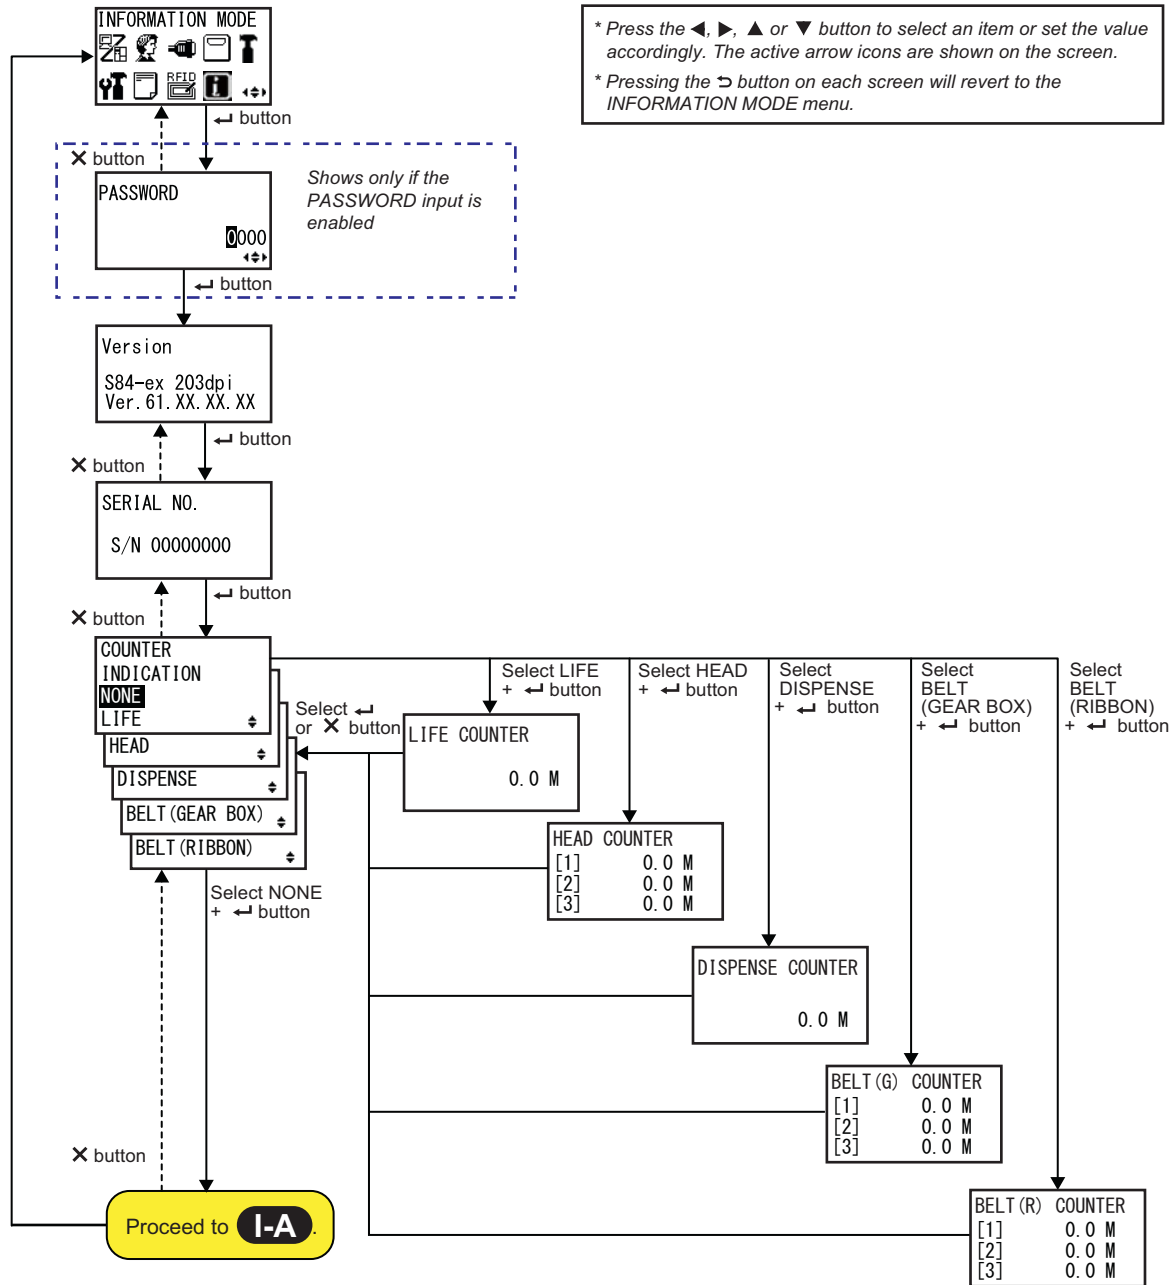 INFORMATION MODE
RFID
* Press the ◀, ▶, ▲ or ▼ button to select an item or set the value
accordingly. The active arrow icons are shown on the screen.
* Pressing the ⮌ button on each screen will revert to the
INFORMATION MODE menu.
↵ button
✕ button
PASSWORD
0000
Shows only if the
PASSWORD input is
enabled
↵ button
Version
S84-ex 203dpi
Ver.61.XX.XX.XX
↵ button
✕ button
SERIAL NO.
S/N 00000000
↵ button
✕ button
COUNTER
INDICATION
NONE
LIFE
HEAD
DISPENSE
BELT(GEAR BOX)
BELT(RIBBON)
Select ↵
or ✕ button
Select LIFE
+ ↵ button
Select HEAD
+ ↵ button
Select
DISPENSE
+ ↵ button
Select
BELT
(GEAR BOX)
+ ↵ button
Select
BELT
(RIBBON)
+ ↵ button
LIFE COUNTER
0.0 M
HEAD COUNTER
[1] 0.0 M
[2] 0.0 M
[3] 0.0 M
DISPENSE COUNTER
0.0 M
BELT(G) COUNTER
[1] 0.0 M
[2] 0.0 M
[3] 0.0 M
BELT(R) COUNTER
[1] 0.0 M
[2] 0.0 M
[3] 0.0 M
Select NONE
+ ↵ button
✕ button
Proceed to I-A.